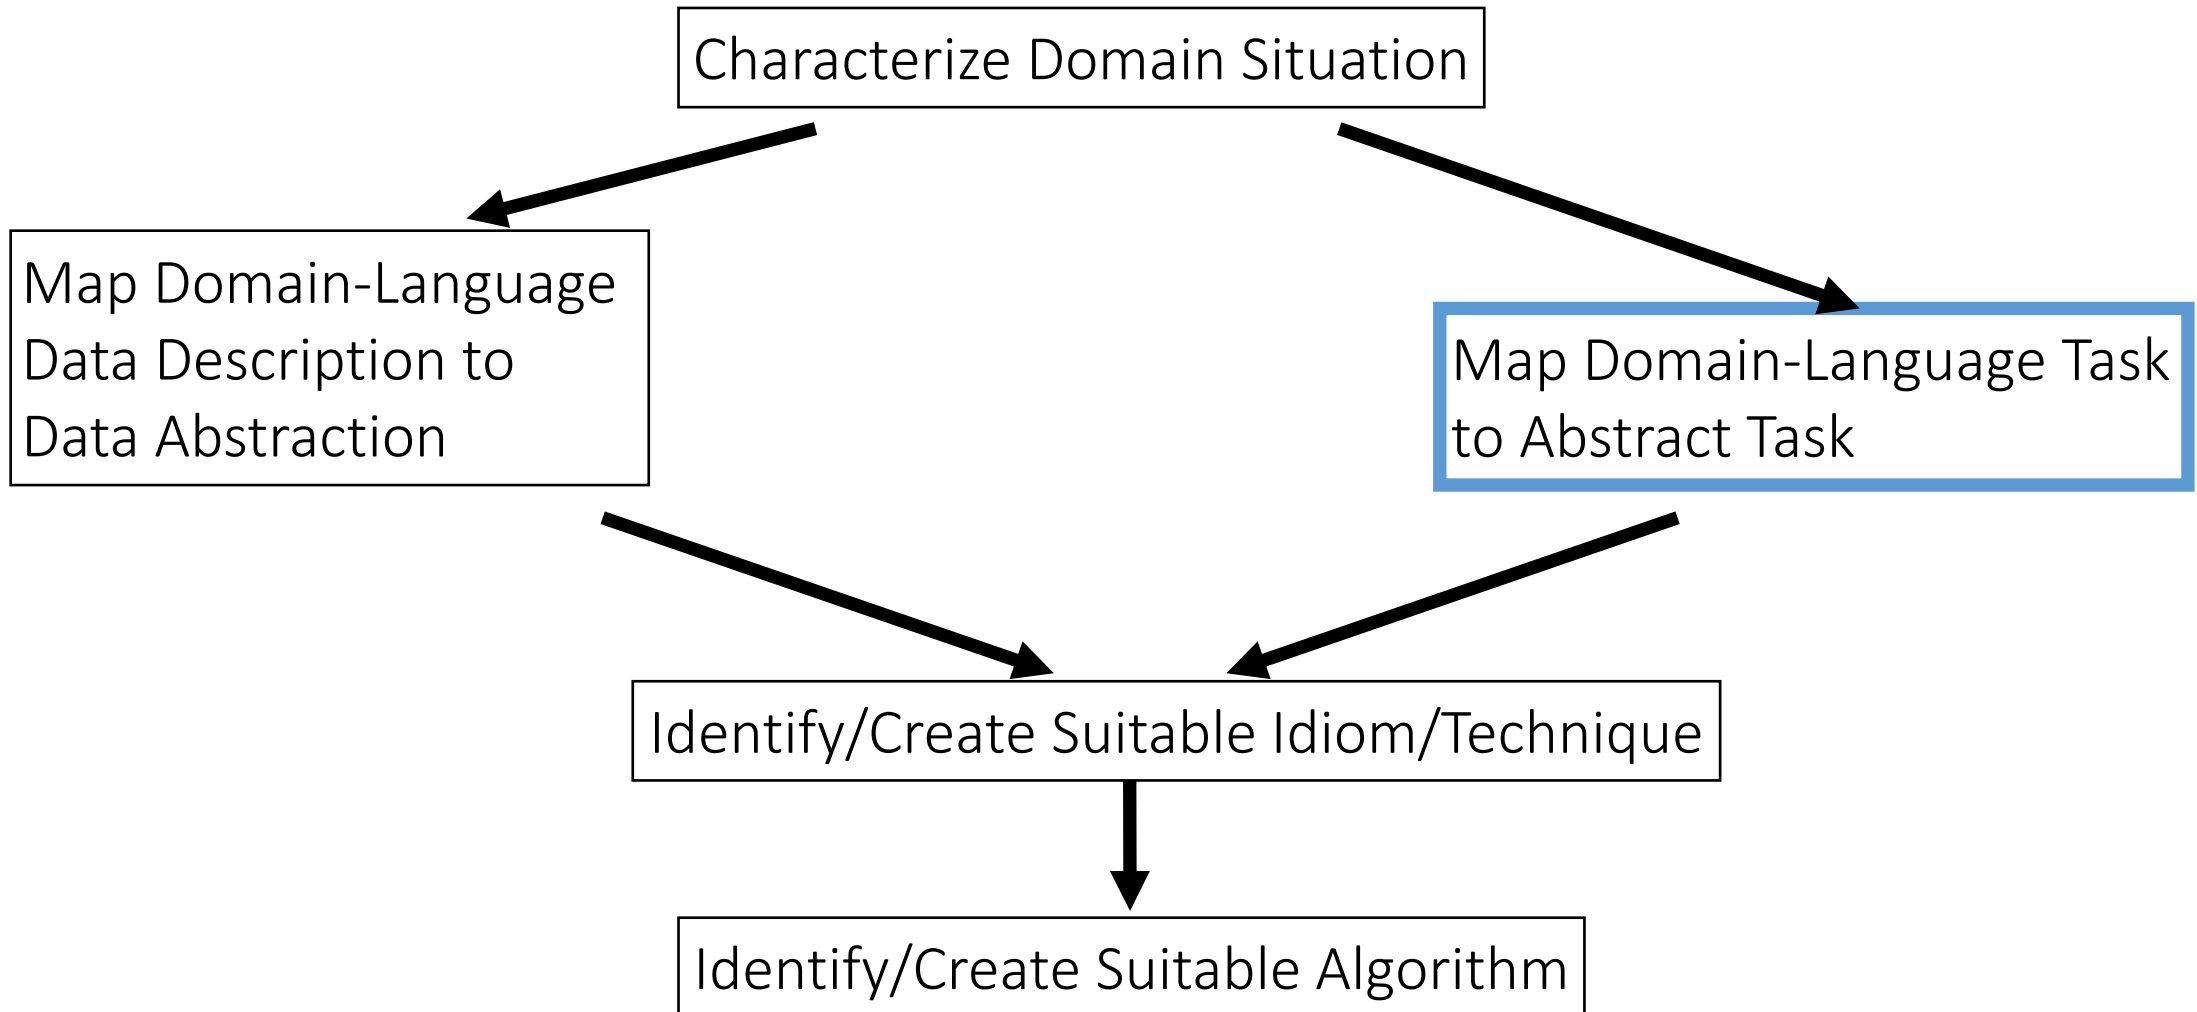 Characterize Domain Situation
Map Domain-Language
Data Description to
Data Abstraction
Map Domain-Language Task
to Abstract Task
Identify/Create Suitable Idiom/Technique
Identify/Create Suitable Algorithm